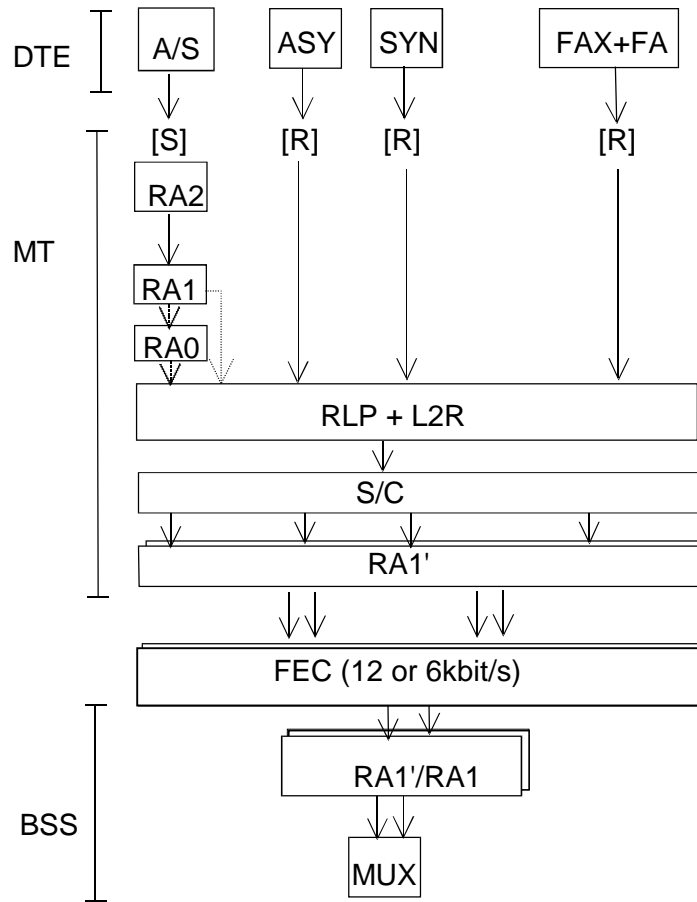 DTE
A/S
ASY
SYN
FAX+FA
[S]
[R]
[R]
[R]
MT
RA2
RA1
RA0
RLP + L2R
S/C
RA1'
FEC (12 or 6kbit/s)
BSS
RA1'/RA1
MUX